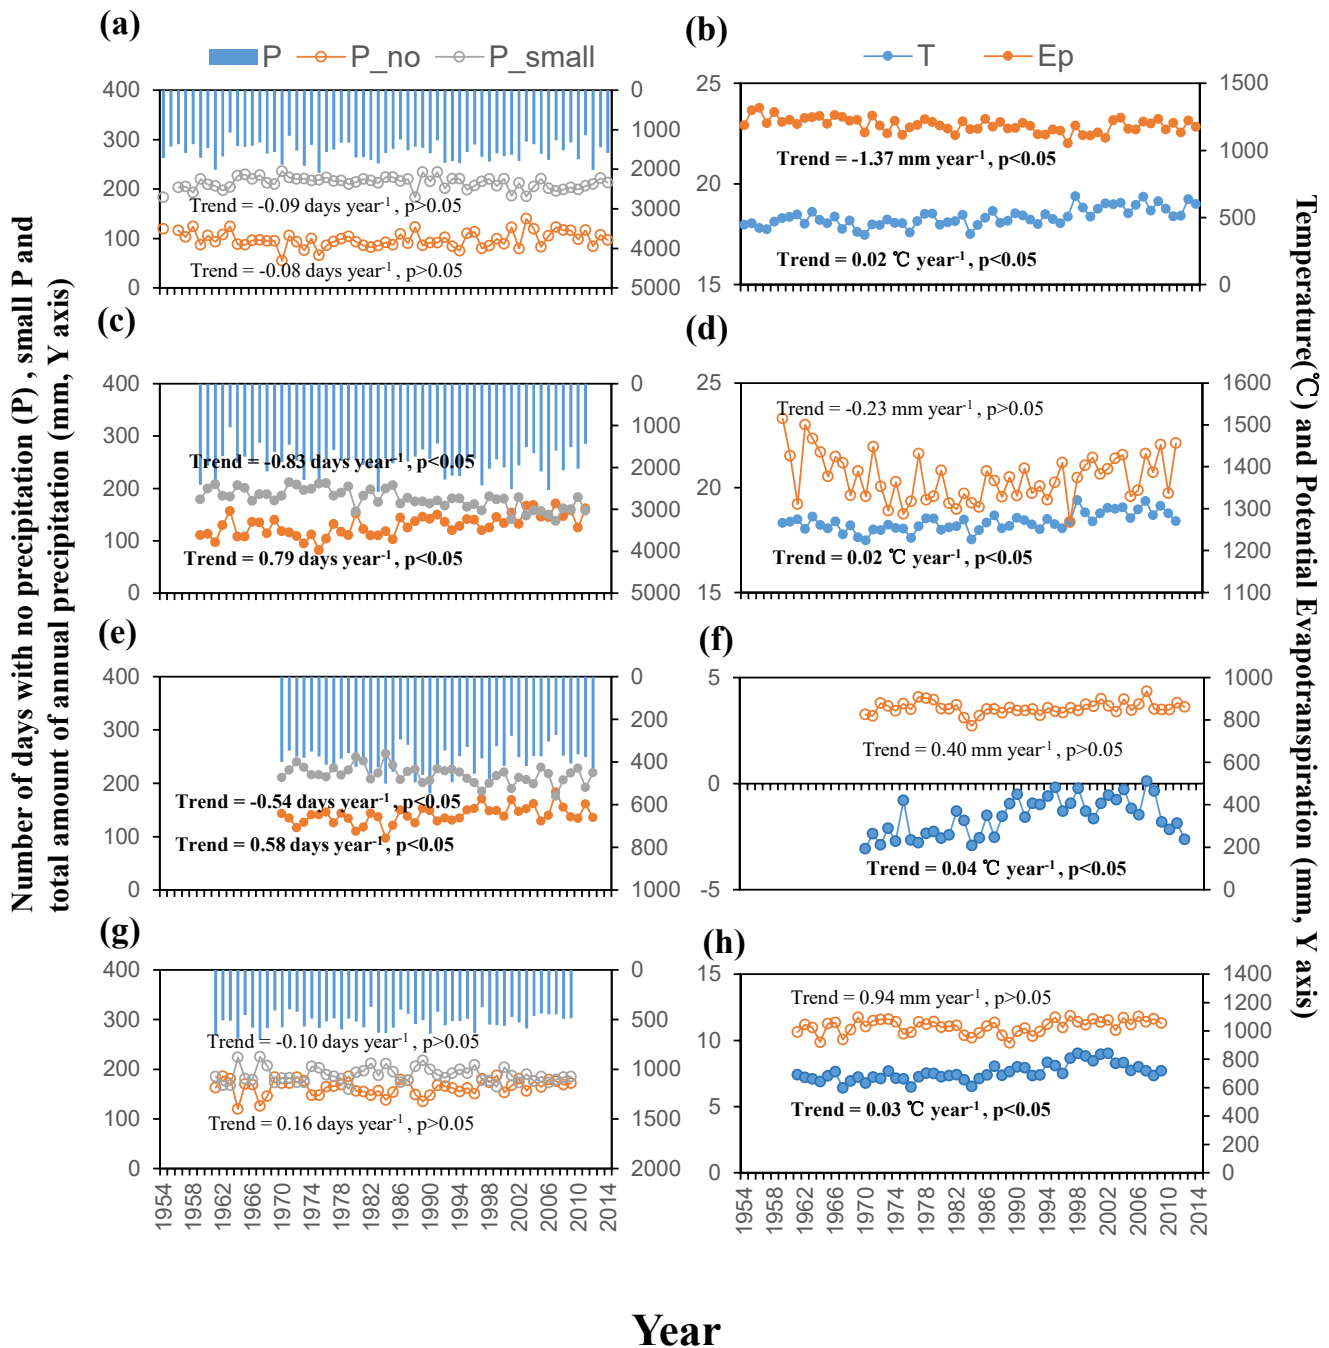 (a)
P P_no P_small
400
300
200
100
0
0
1000
2000
3000
4000
5000
Trend = -0.09 days year-1 , p>0.05
Trend = -0.08 days year-1 , p>0.05
(b)
T Ep
25
20
15
1500
1000
500
0
Trend = -1.37 mm year-1 , p<0.05
Trend = 0.02 ℃ year-1 , p<0.05
(c)
400
300
200
100
0
0
1000
2000
3000
4000
5000
Trend = -0.83 days year-1 , p<0.05
Trend = 0.79 days year-1 , p<0.05
(d)
25
20
15
1600
1500
1400
1300
1200
1100
Trend = -0.23 mm year-1 , p>0.05
Trend = 0.02 ℃ year-1 , p<0.05
(e)
400
300
200
100
0
0
200
400
600
800
1000
Trend = -0.54 days year-1 , p<0.05
Trend = 0.58 days year-1 , p<0.05
(f)
5
0
-5
1000
800
600
400
200
0
Trend = 0.40 mm year-1 , p>0.05
Trend = 0.04 ℃ year-1 , p<0.05
(g)
400
300
200
100
0
0
500
1000
1500
2000
Trend = -0.10 days year-1 , p>0.05
Trend = 0.16 days year-1 , p>0.05
1954 1958 1962 1966 1970 1974 1978 1982 1986 1990 1994 1998 2002 2006 2010 2014
(h)
15
10
5
0
1400
1200
1000
800
600
400
200
0
Trend = 0.94 mm year-1 , p>0.05
Trend = 0.03 ℃ year-1 , p<0.05
1954 1958 1962 1966 1970 1974 1978 1982 1986 1990 1994 1998 2002 2006 2010 2014
Number of days with no precipitation (P) , small P and
total amount of annual precipitation (mm, Y axis)
Temperature(℃) and Potential Evapotranspiration (mm, Y axis)
Year